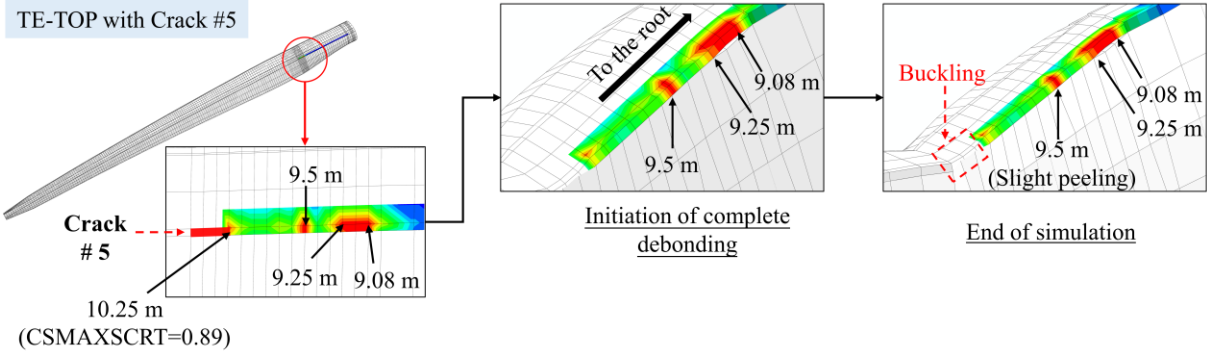 TE-TOP with Crack #5
Crack
# 5
9.5 m
9.25 m
9.08 m
10.25 m
(CSMAXSCRT=0.89)
To the root
9.08 m
9.25 m
9.5 m
Initiation of complete
debonding
Buckling
9.08 m
9.25 m
9.5 m
(Slight peeling)
End of simulation